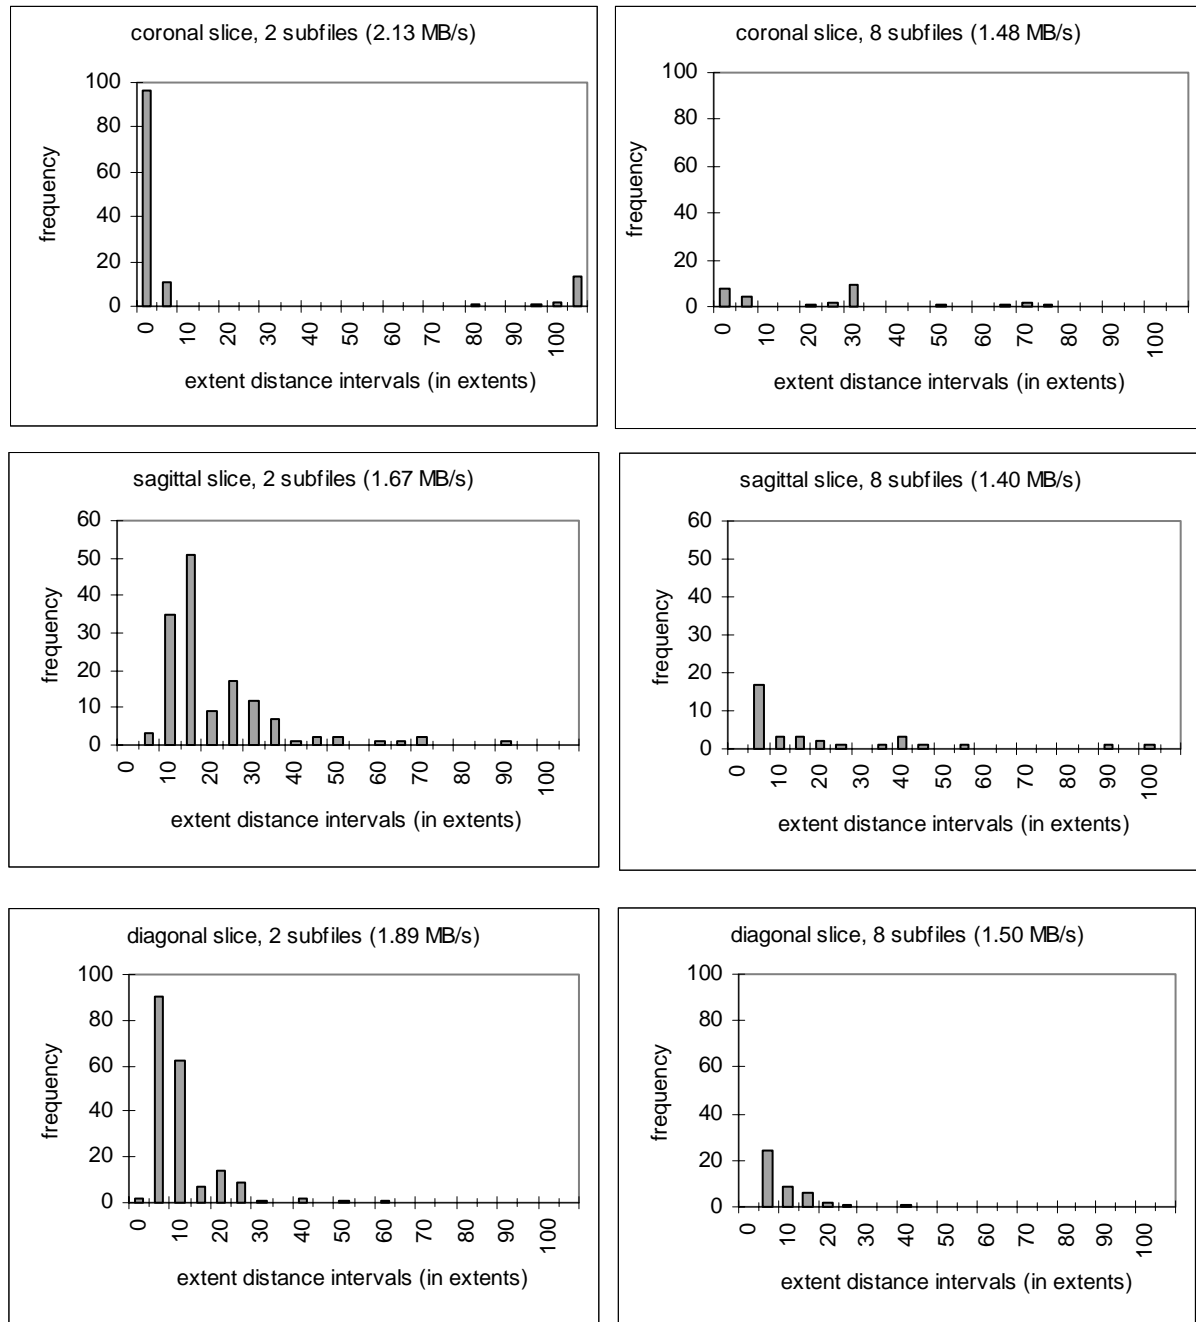 coronal slice, 2 subfiles (2.13 MB/s)
100
80
60
40
20
0
frequency
0 10 20 30 40 50 60 70 80 90 100
extent distance intervals (in extents)
coronal slice, 8 subfiles (1.48 MB/s)
100
80
60
40
20
0
frequency
0 10 20 30 40 50 60 70 80 90 100
extent distance intervals (in extents)
sagittal slice, 2 subfiles (1.67 MB/s)
60
50
40
30
20
10
0
frequency
0 10 20 30 40 50 60 70 80 90 100
extent distance intervals (in extents)
sagittal slice, 8 subfiles (1.40 MB/s)
60
50
40
30
20
10
0
frequency
0 10 20 30 40 50 60 70 80 90 100
extent distance intervals (in extents)
diagonal slice, 2 subfiles (1.89 MB/s)
100
80
60
40
20
0
frequency
0 10 20 30 40 50 60 70 80 90 100
extent distance intervals (in extents)
diagonal slice, 8 subfiles (1.50 MB/s)
100
80
60
40
20
0
frequency
0 10 20 30 40 50 60 70 80 90 100
extent distance intervals (in extents)